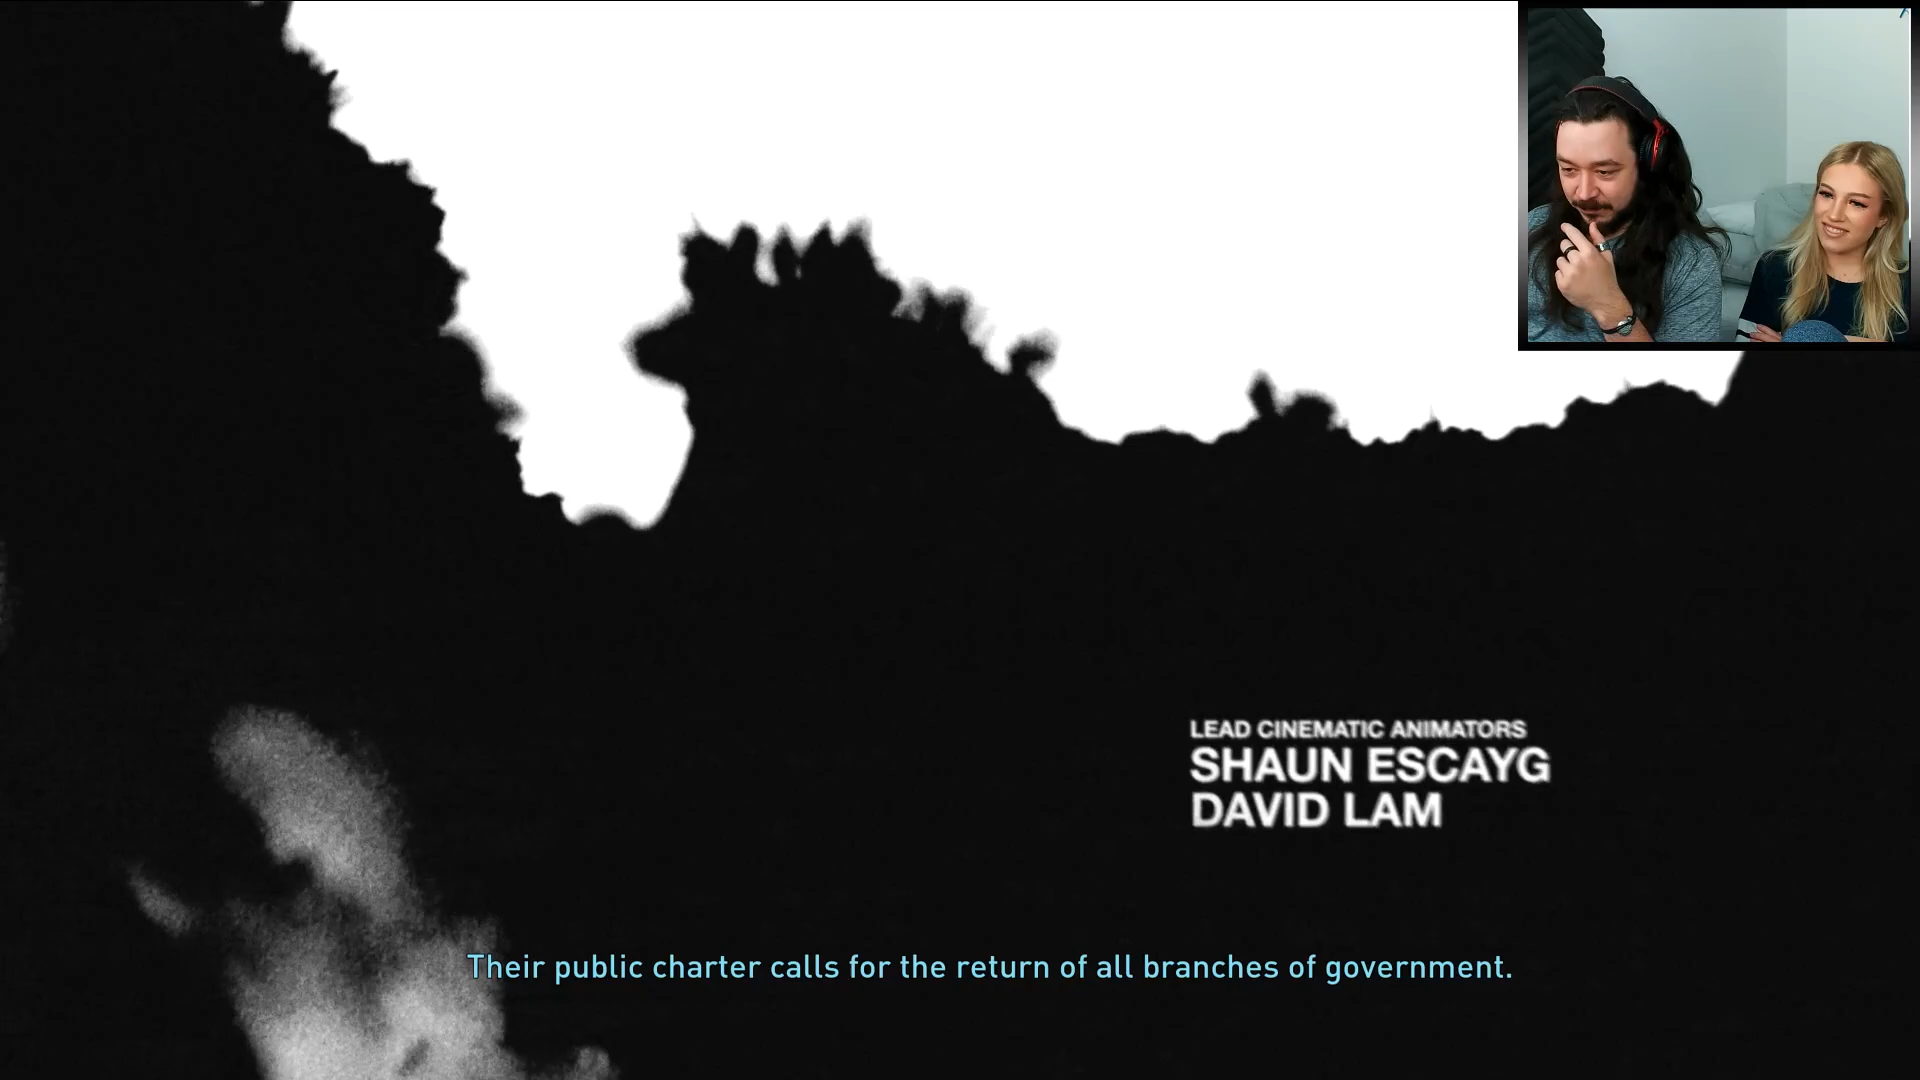 LEAD CINEMATIC ANIMATORS
SHAUN ESCAYG
DAVID LAM
Their public charter calls for the return of all branches of government.